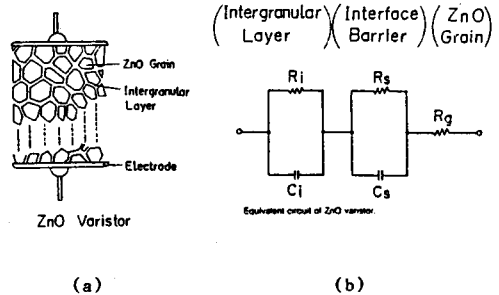 ZnO Grain
Intergranular
Layer
Electrode
ZnO Varistor
(a)
(Intergranular Layer) (Interface Barrier) (ZnO Grain)
Ri
Rs
Rg
Ci
Cs
Equivalent circuit of ZnO varistor.
(b)